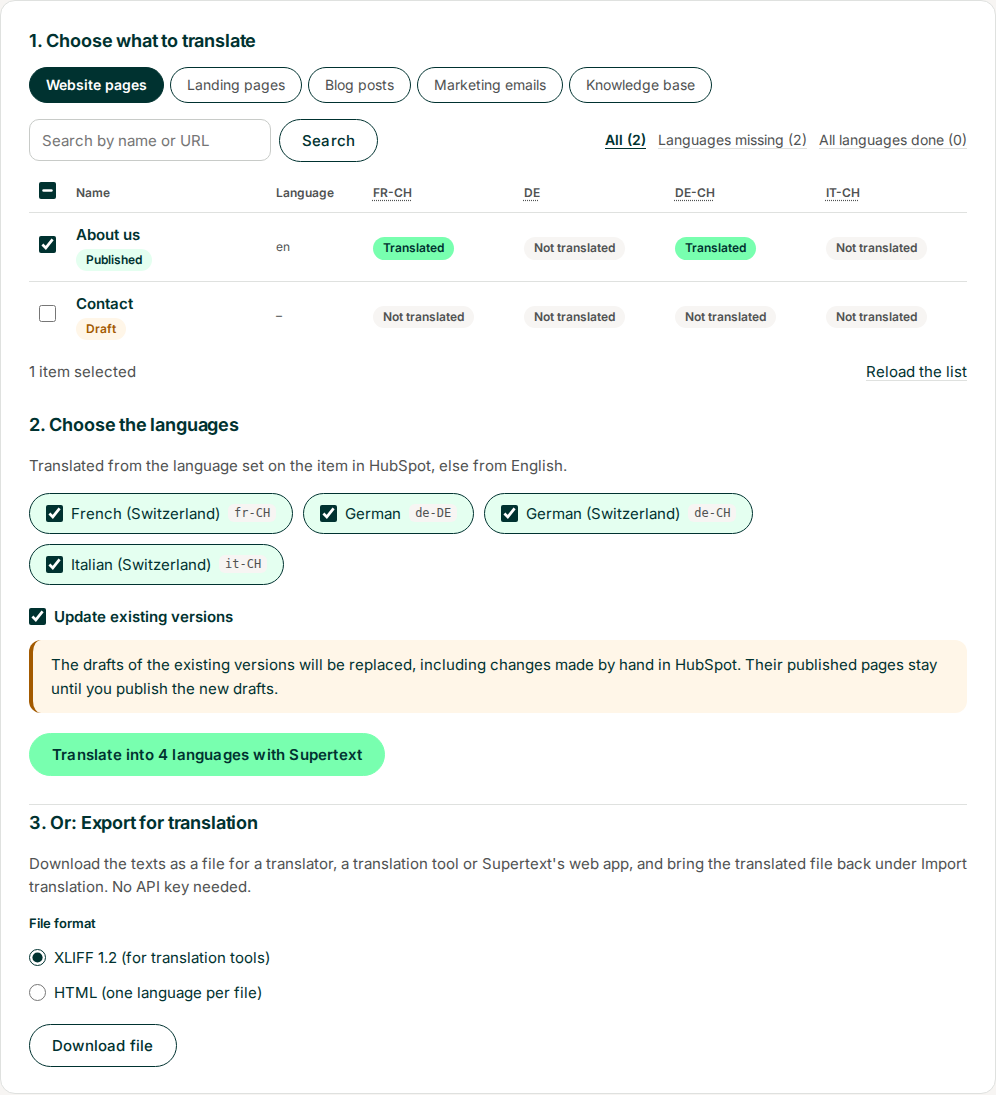 1. Choose what to translate
Website pages
Landing pages
Blog posts
Marketing emails
Knowledge base
Search by name or URL
Search
All (2)
Languages missing (2)
All languages done (0)
Name
Language
FR-CH
DE
DE-CH
IT-CH
About us
Published
en
Translated
Not translated
Translated
Not translated
Contact
Draft
–
Not translated
Not translated
Not translated
Not translated
1 item selected
Reload the list
2. Choose the languages
Translated from the language set on the item in HubSpot, else from English.
French (Switzerland) fr-CH
German de-DE
German (Switzerland) de-CH
Italian (Switzerland) it-CH
Update existing versions
The drafts of the existing versions will be replaced, including changes made by hand in HubSpot. Their published pages stay
until you publish the new drafts.
Translate into 4 languages with Supertext
3. Or: Export for translation
Download the texts as a file for a translator, a translation tool or Supertext's web app, and bring the translated file back under Import
translation. No API key needed.
File format
XLIFF 1.2 (for translation tools)
HTML (one language per file)
Download file